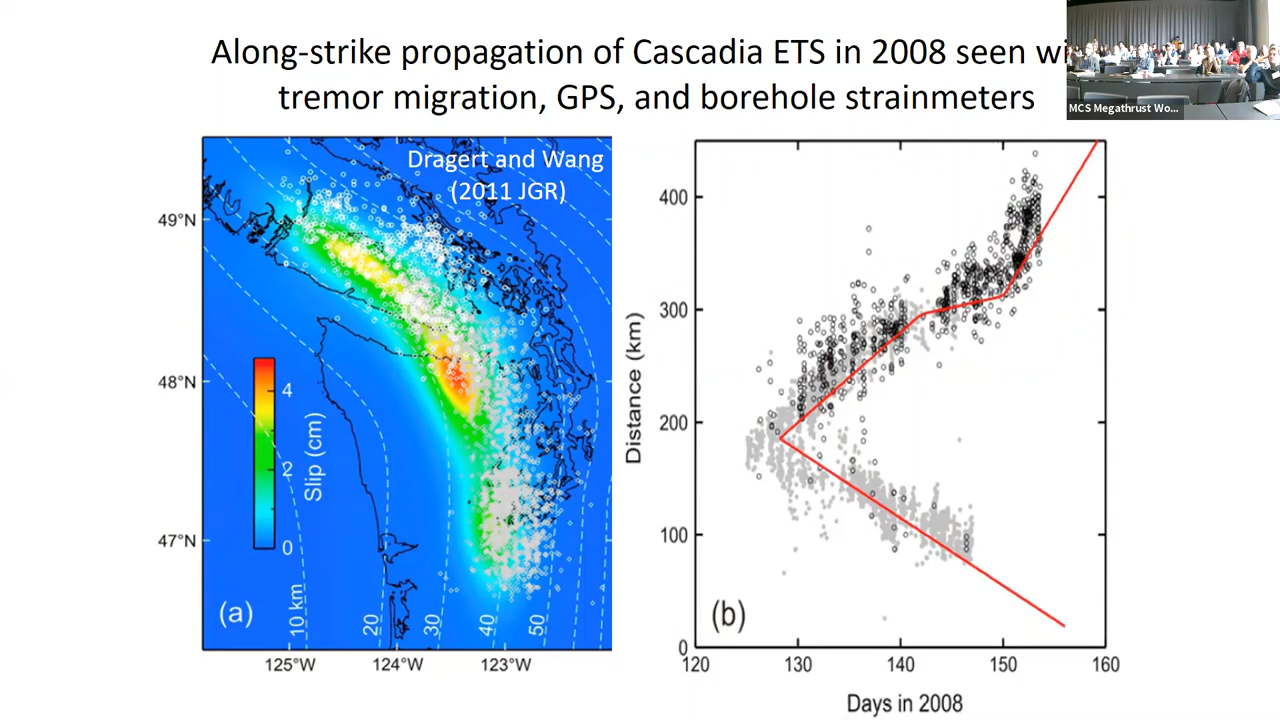 Along-strike propagation of Cascadia ETS in 2008 seen wi
tremor migration, GPS, and borehole strainmeters
MCS Megathrust Wo...
Dragert and Wang
(2011 JGR)
49°N
48°N
47°N
4
2
0
Slip (cm)
(a)
10 km
20
30
40
50
125°W
124°W
123°W
400
300
200
100
0
Distance (km)
(b)
120
130
140
150
160
Days in 2008